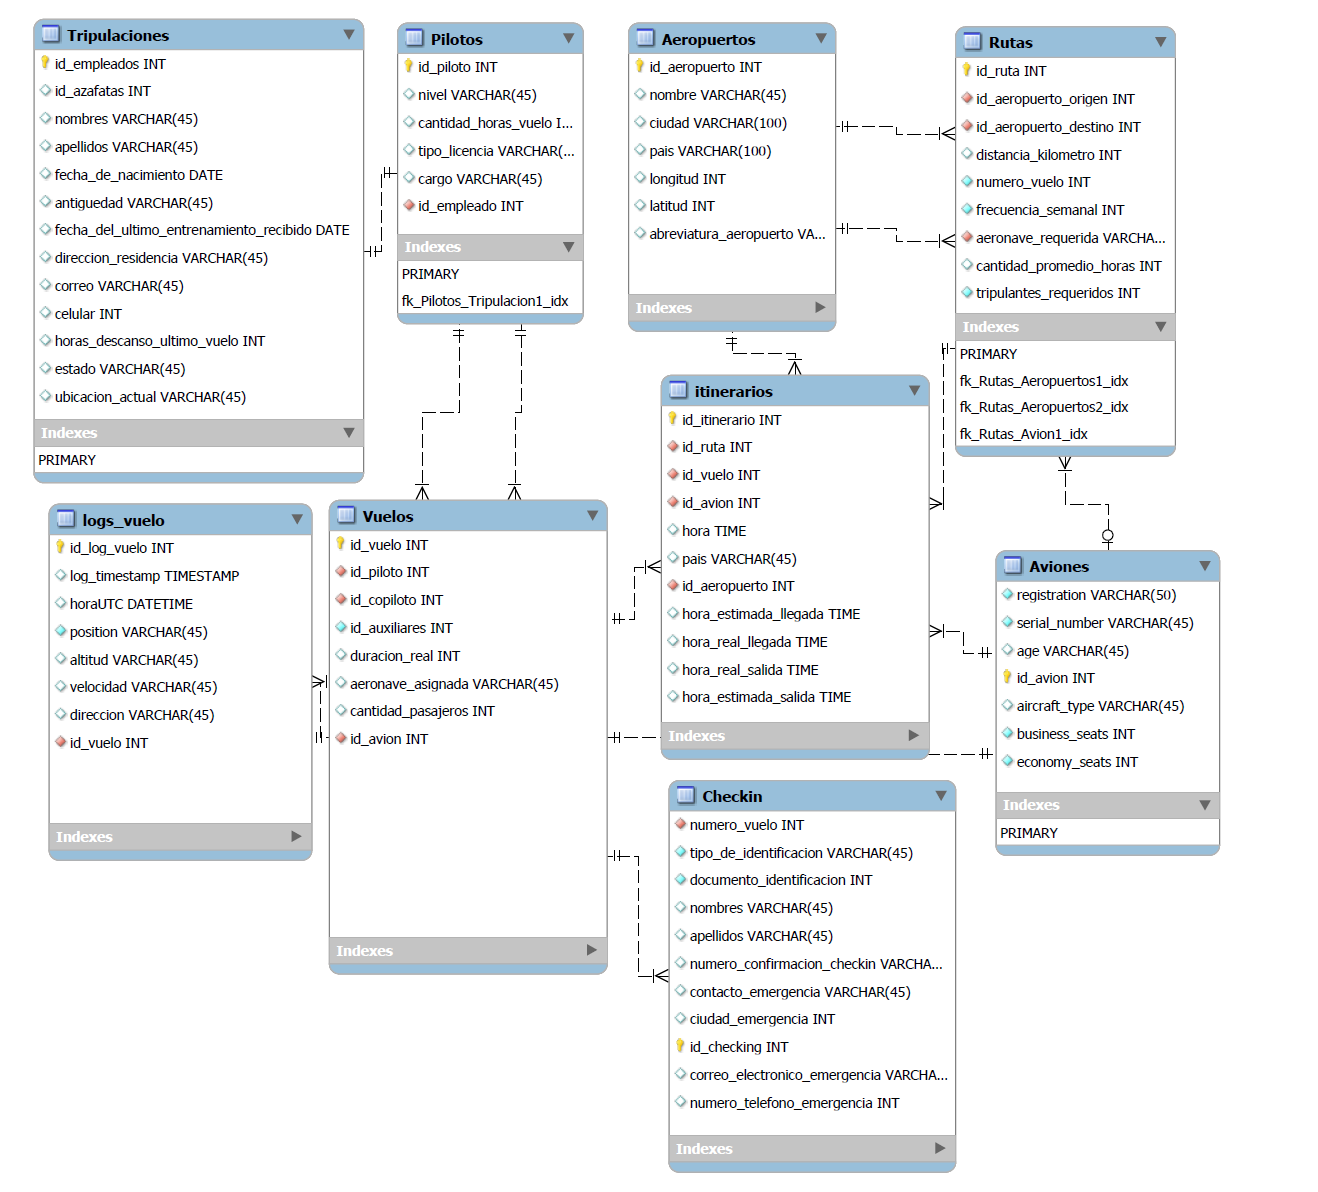 Tripulaciones
id_empleados INT
id_azafatas INT
nombres VARCHAR(45)
apellidos VARCHAR(45)
fecha_de_nacimiento DATE
antiguedad VARCHAR(45)
fecha_del_ultimo_entrenamiento_recibido DATE
direccion_residencia VARCHAR(45)
correo VARCHAR(45)
celular INT
horas_descanso_ultimo_vuelo INT
estado VARCHAR(45)
ubicacion_actual VARCHAR(45)
Indexes
PRIMARY
Pilotos
id_piloto INT
nivel VARCHAR(45)
cantidad_horas_vuelo I...
tipo_licencia VARCHAR(...
cargo VARCHAR(45)
id_empleado INT
Indexes
PRIMARY
fk_Pilotos_Tripulacion1_idx
Aeropuertos
id_aeropuerto INT
nombre VARCHAR(45)
ciudad VARCHAR(100)
pais VARCHAR(100)
longitud INT
latitud INT
abreviatura_aeropuerto VA...
Indexes
Rutas
id_ruta INT
id_aeropuerto_origen INT
id_aeropuerto_destino INT
distancia_kilometro INT
numero_vuelo INT
frecuencia_semanal INT
aeronave_requerida VARCHA...
cantidad_promedio_horas INT
tripulantes_requeridos INT
Indexes
PRIMARY
fk_Rutas_Aeropuertos1_idx
fk_Rutas_Aeropuertos2_idx
fk_Rutas_Avion1_idx
logs_vuelo
id_log_vuelo INT
log_timestamp TIMESTAMP
horaUTC DATETIME
position VARCHAR(45)
altitud VARCHAR(45)
velocidad VARCHAR(45)
direccion VARCHAR(45)
id_vuelo INT
Indexes
Vuelos
id_vuelo INT
id_piloto INT
id_copiloto INT
id_auxiliares INT
duracion_real INT
aeronave_asignada VARCHAR(45)
cantidad_pasajeros INT
id_avion INT
Indexes
itinerarios
id_itinerario INT
id_ruta INT
id_vuelo INT
id_avion INT
hora TIME
pais VARCHAR(45)
id_aeropuerto INT
hora_estimada_llegada TIME
hora_real_llegada TIME
hora_real_salida TIME
hora_estimada_salida TIME
Indexes
Aviones
registration VARCHAR(50)
serial_number VARCHAR(45)
age VARCHAR(45)
id_avion INT
aircraft_type VARCHAR(45)
business_seats INT
economy_seats INT
Indexes
PRIMARY
Checkin
numero_vuelo INT
tipo_de_identificacion VARCHAR(45)
documento_identificacion INT
nombres VARCHAR(45)
apellidos VARCHAR(45)
numero_confirmacion_checkin VARCHA...
contacto_emergencia VARCHAR(45)
ciudad_emergencia INT
id_checking INT
correo_electronico_emergencia VARCHA...
numero_telefono_emergencia INT
Indexes